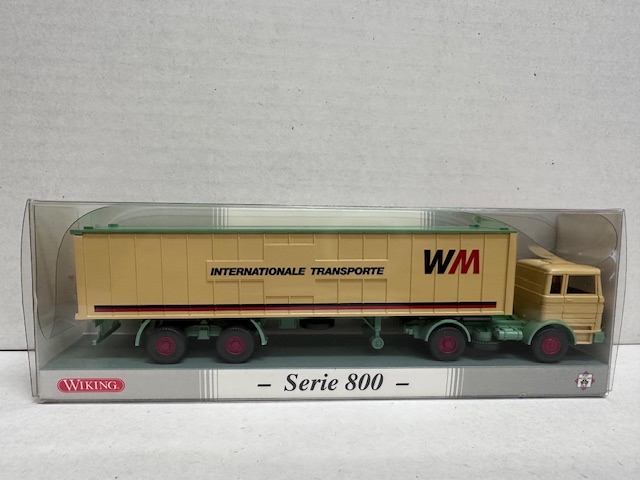 INTERNATIONALE TRANSPORTE
WM
WIKING
– Serie 800 –